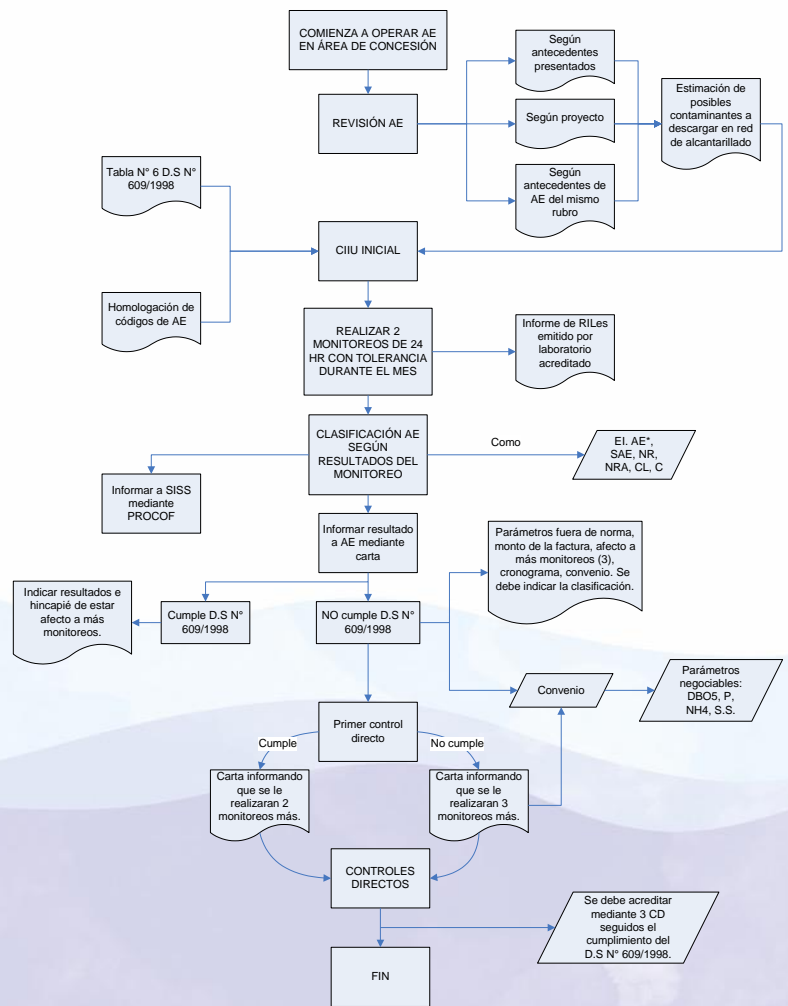 COMIENZA A OPERAR AE
EN ÁREA DE CONCESIÓN
Según
antecedentes
presentados
REVISIÓN AE
Según proyecto
Estimación de
posibles
contaminantes a
descargar en red
de alcantarillado
Según
antecedentes de
AE del mismo
rubro
Tabla N° 6 D.S N°
609/1998
CIIU INICIAL
Homologación de
códigos de AE
REALIZAR 2
MONITOREOS DE 24
HR CON TOLERANCIA
DURANTE EL MES
Informe de RILes
emitido por
laboratorio
acreditado
CLASIFICACIÓN AE
SEGÚN
RESULTADOS DEL
MONITOREO
Como
EI. AE*,
SAE, NR,
NRA, CL, C
Informar a SISS
mediante
PROCOF
Informar resultado
a AE mediante
carta
Parámetros fuera de norma,
monto de la factura, afecto a
más monitoreos (3),
cronograma, convenio. Se
debe indicar la clasificación.
Indicar resultados e
hincapié de estar
afecto a más
monitoreos.
Cumple D.S N°
609/1998
NO cumple D.S N°
609/1998
Convenio
Parámetros
negociables:
DBO5, P,
NH4, S.S.
Primer control
directo
Cumple
No cumple
Carta informando
que se le
realizaran 2
monitoreos más.
Carta informando
que se le
realizaran 3
monitoreos más.
CONTROLES
DIRECTOS
Se debe acreditar
mediante 3 CD
seguidos el
cumplimiento del
D.S N° 609/1998.
FIN